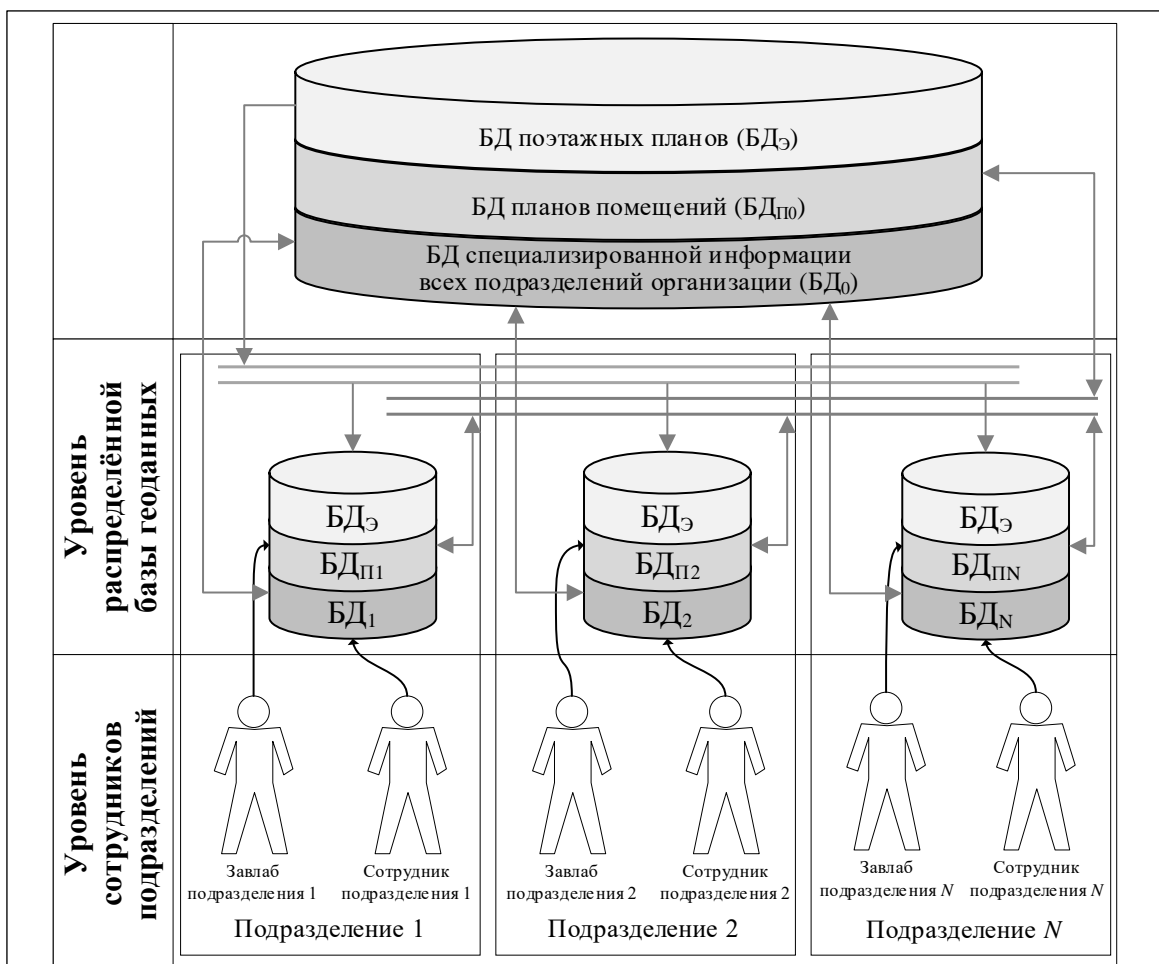 БД поэтажных планов (БДЭ)
БД планов помещений (БДП0)
БД специализированной информации
всех подразделений организации (БД0)
Уровень
распределённой
базы геоданных
БДЭ
БДП1
БД1
БДЭ
БДП2
БД2
БДЭ
БДПN
БДN
Уровень
сотрудников
подразделений
Завлаб
подразделения 1
Сотрудник
подразделения 1
Завлаб
подразделения 2
Сотрудник
подразделения 2
Завлаб
подразделения N
Сотрудник
подразделения N
Подразделение 1
Подразделение 2
Подразделение N